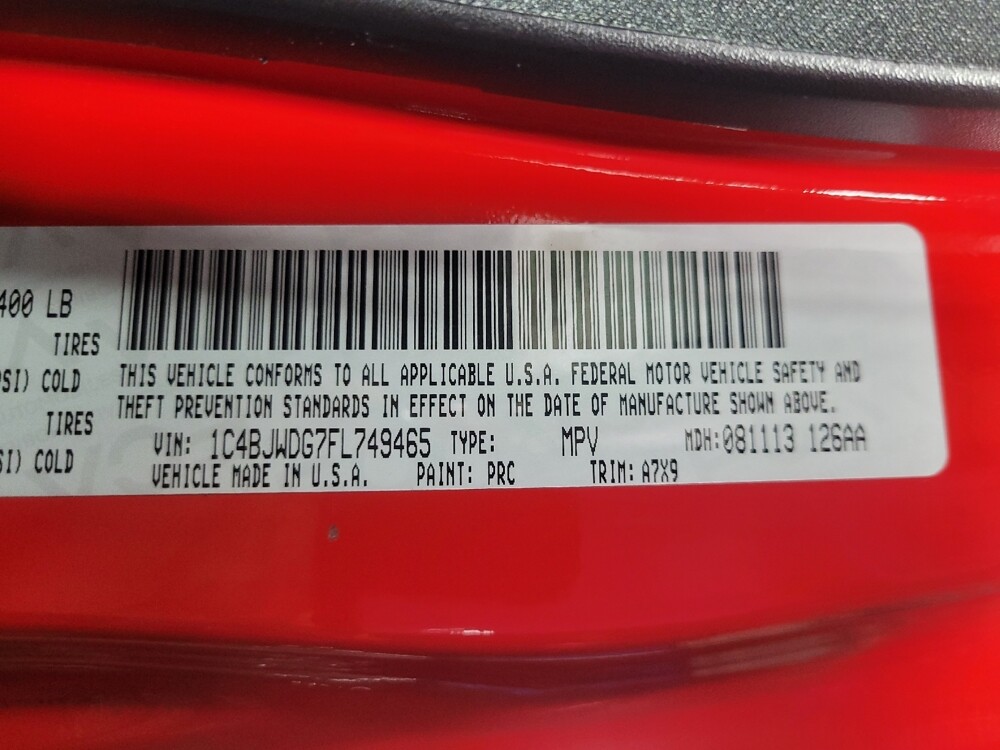 400 LB
TIRES
SI) COLD
TIRES
SI) COLD
THIS VEHICLE CONFORMS TO ALL APPLICABLE U.S.A. FEDERAL MOTOR VEHICLE SAFETY AND
THEFT PREVENTION STANDARDS IN EFFECT ON THE DATE OF MANUFACTURE SHOWN ABOVE.
VIN: 1C4BJWDG7FL749465 TYPE: MPV MDH: 081113 126AA
VEHICLE MADE IN U.S.A. PAINT: PRC TRIM: A7X9